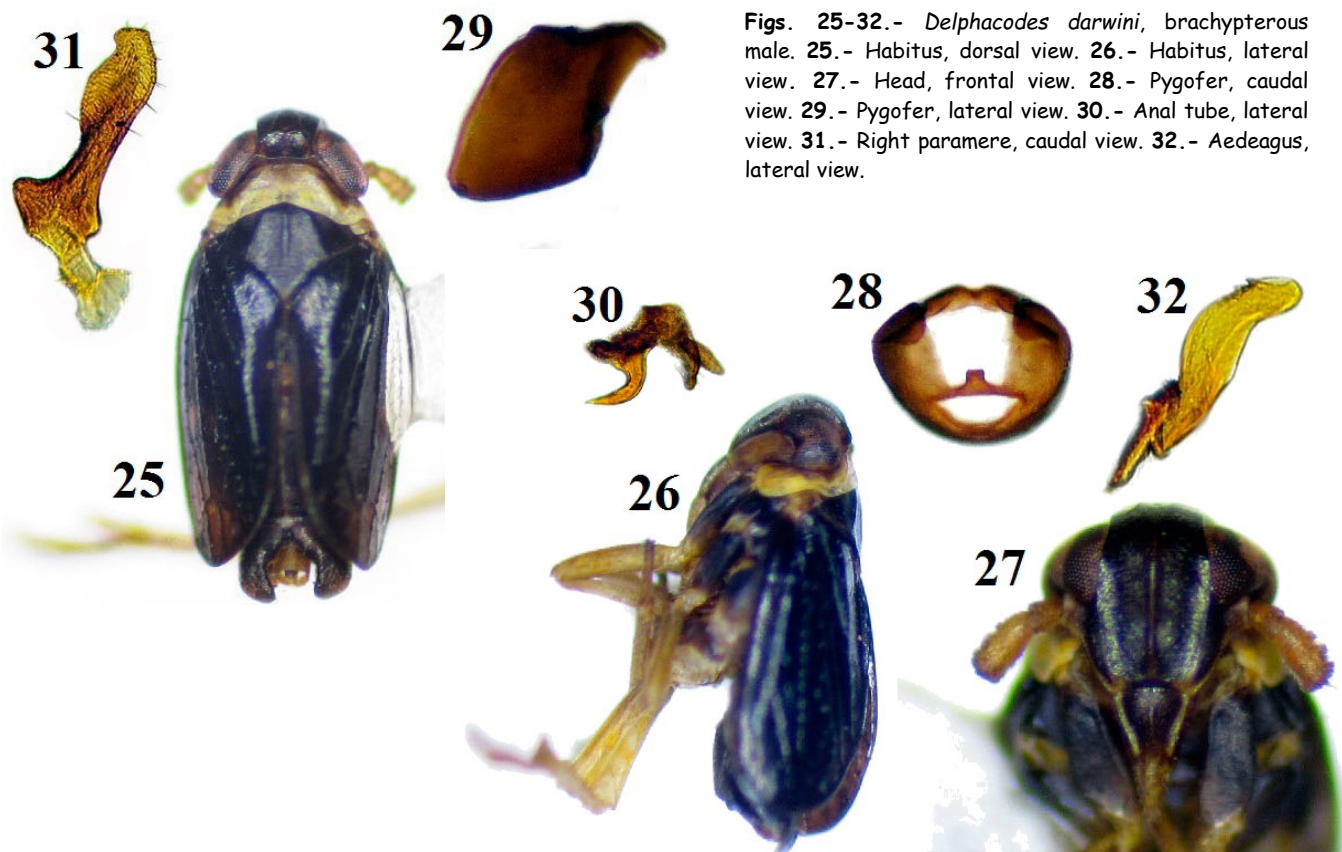 31
29
Figs. 25-32.- Delphacodes darwini, brachypterous
male. 25.- Habitus, dorsal view. 26.- Habitus, lateral
view. 27.- Head, frontal view. 28.- Pygofer, caudal
view. 29.- Pygofer, lateral view. 30.- Anal tube, lateral
view. 31.- Right paramere, caudal view. 32.- Aedeagus,
lateral view.
30
28
32
25
26
27